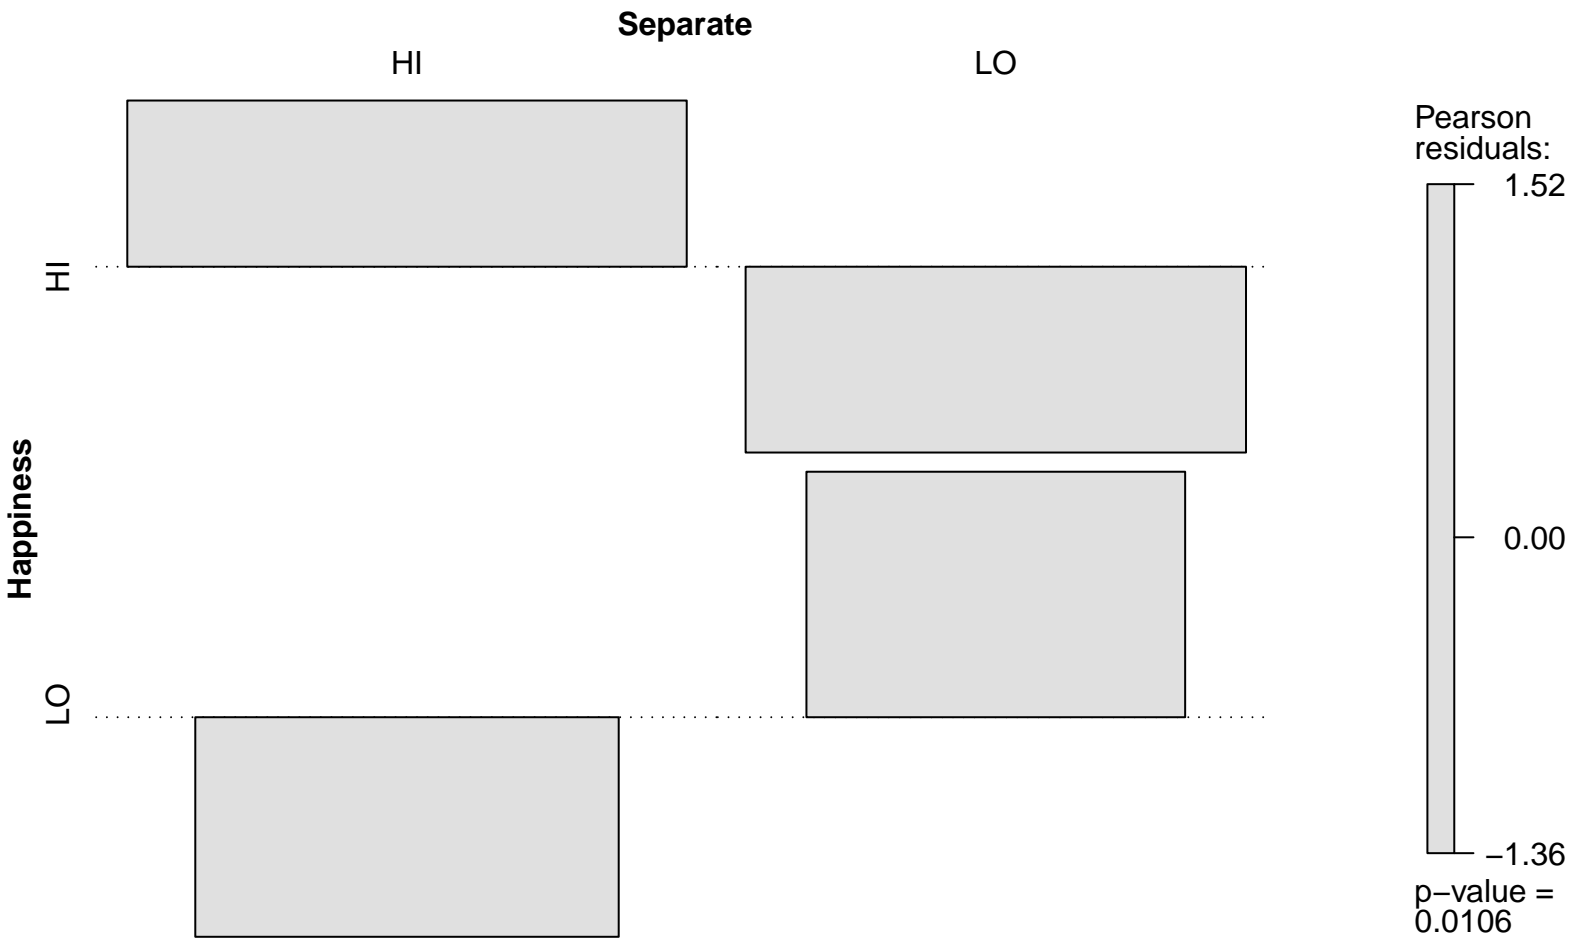 Separate
HI
LO
Happiness
HI
LO
Pearson
residuals:
1.52
0.00
−1.36
p−value =
0.0106